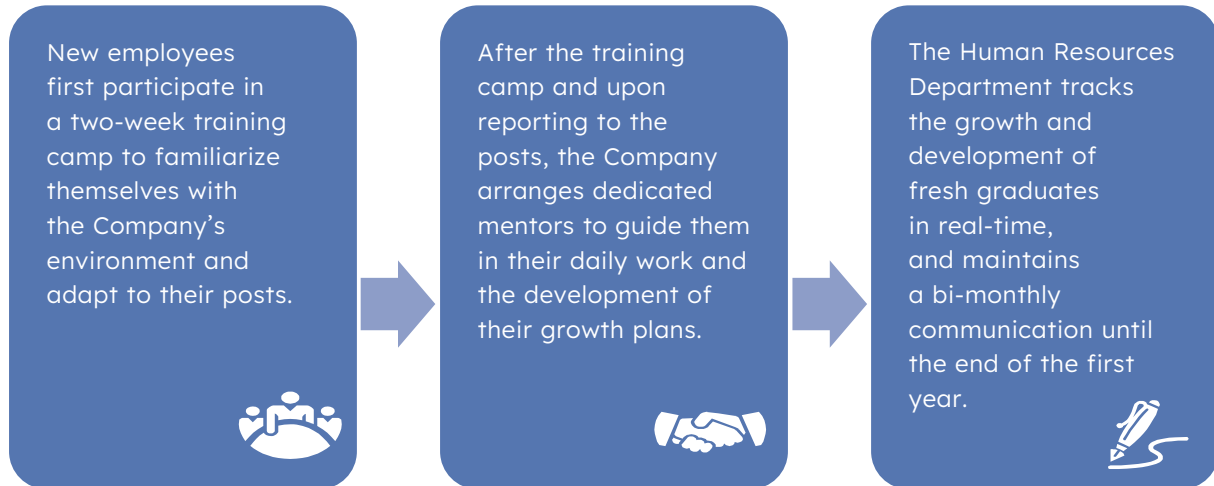 New employees
first participate in
a two-week training
camp to familiarize
themselves with
the Company’s
environment and
adapt to their posts.
After the training
camp and upon
reporting to the
posts, the Company
arranges dedicated
mentors to guide them
in their daily work and
the development of
their growth plans.
The Human Resources
Department tracks
the growth and
development of
fresh graduates
in real-time,
and maintains
a bi-monthly
communication until
the end of the first
year.